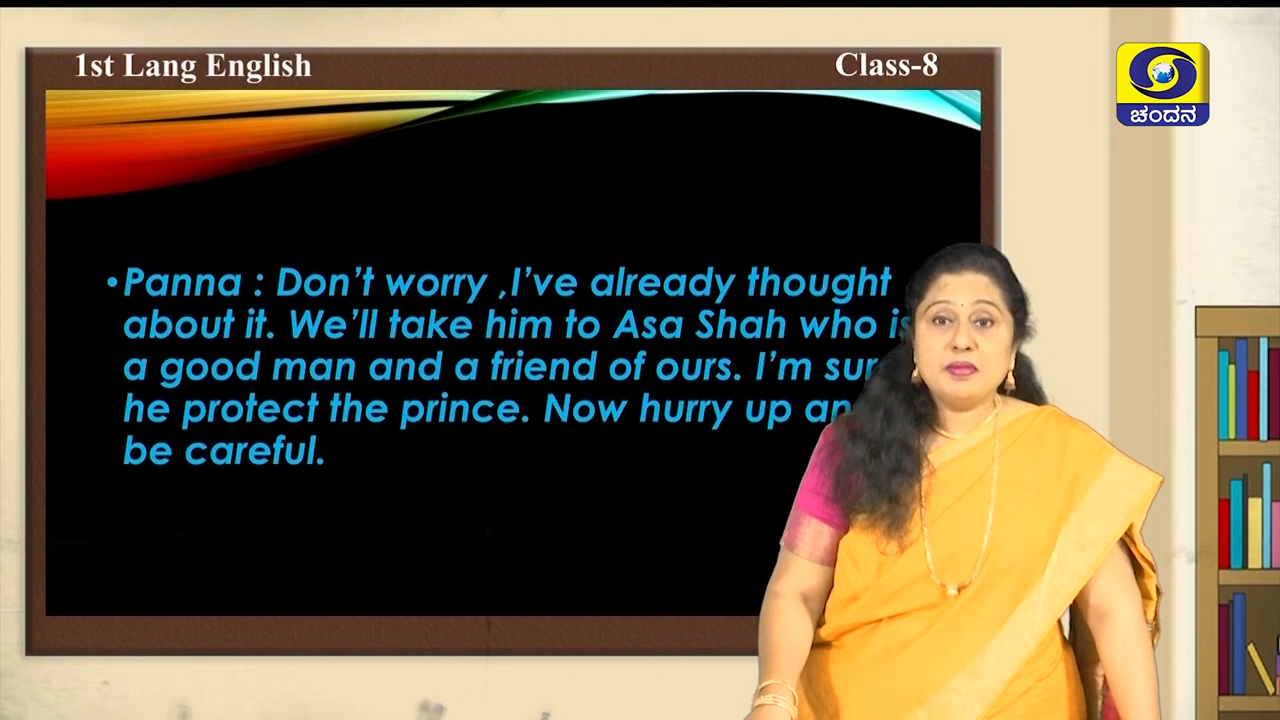 1st Lang English
Class-8
ಚಂದನ
•Panna : Don't worry ,I've already thought
about it. We'll take him to Asa Shah who is
a good man and a friend of ours. I'm
he protect the prince. Now hurry up
be careful.